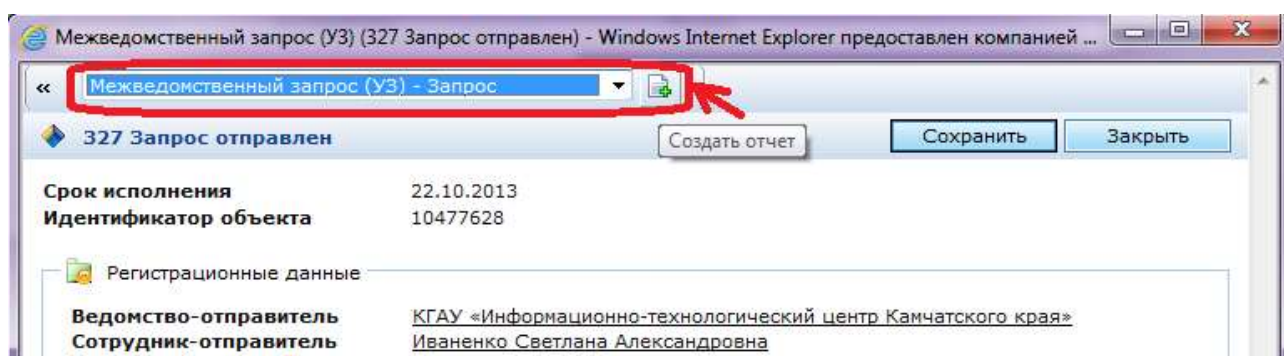 Межведомственный запрос (УЗ) (327 Запрос отправлен) - Windows Internet Explorer предоставлен компанией ...
« Межведомственный запрос (УЗ) - Запрос
327 Запрос отправлен Создать отчет Сохранить Закрыть
Срок исполнения 22.10.2013
Идентификатор объекта 10477628
Регистрационные данные
Ведомство-отправитель КГАУ «Информационно-технологический центр Камчатского края»
Сотрудник-отправитель Иваненко Светлана Александровна